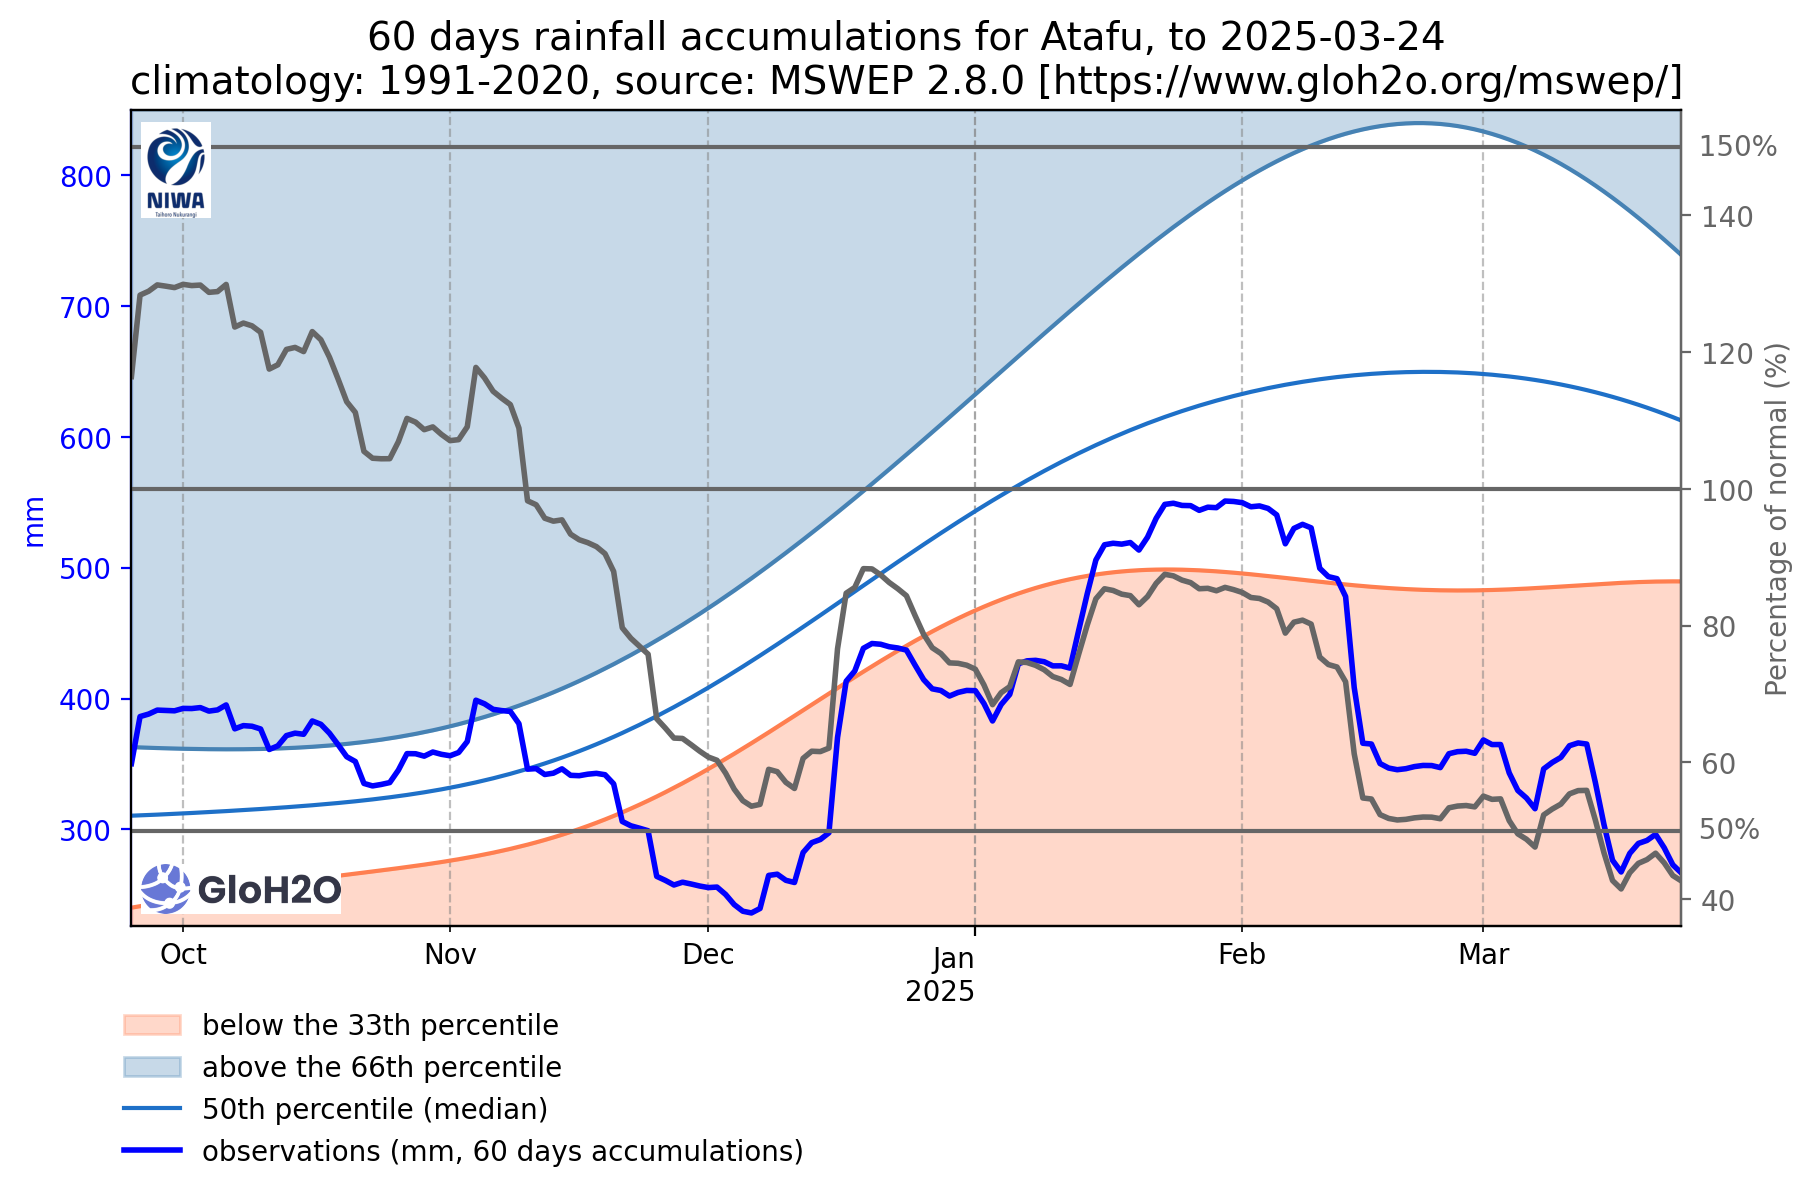 60 days rainfall accumulations for Atafu, to 2025-03-24
climatology: 1991-2020, source: MSWEP 2.8.0 [https://www.gloh2o.org/mswep/]
NIWA
Taihoro Nukurangi
800
700
600
500
400
300
mm
150%
140
120
100
80
60
50%
40
Percentage of normal (%)
GloH2O
Oct
Nov
Dec
Jan
2025
Feb
Mar
below the 33th percentile
above the 66th percentile
50th percentile (median)
observations (mm, 60 days accumulations)